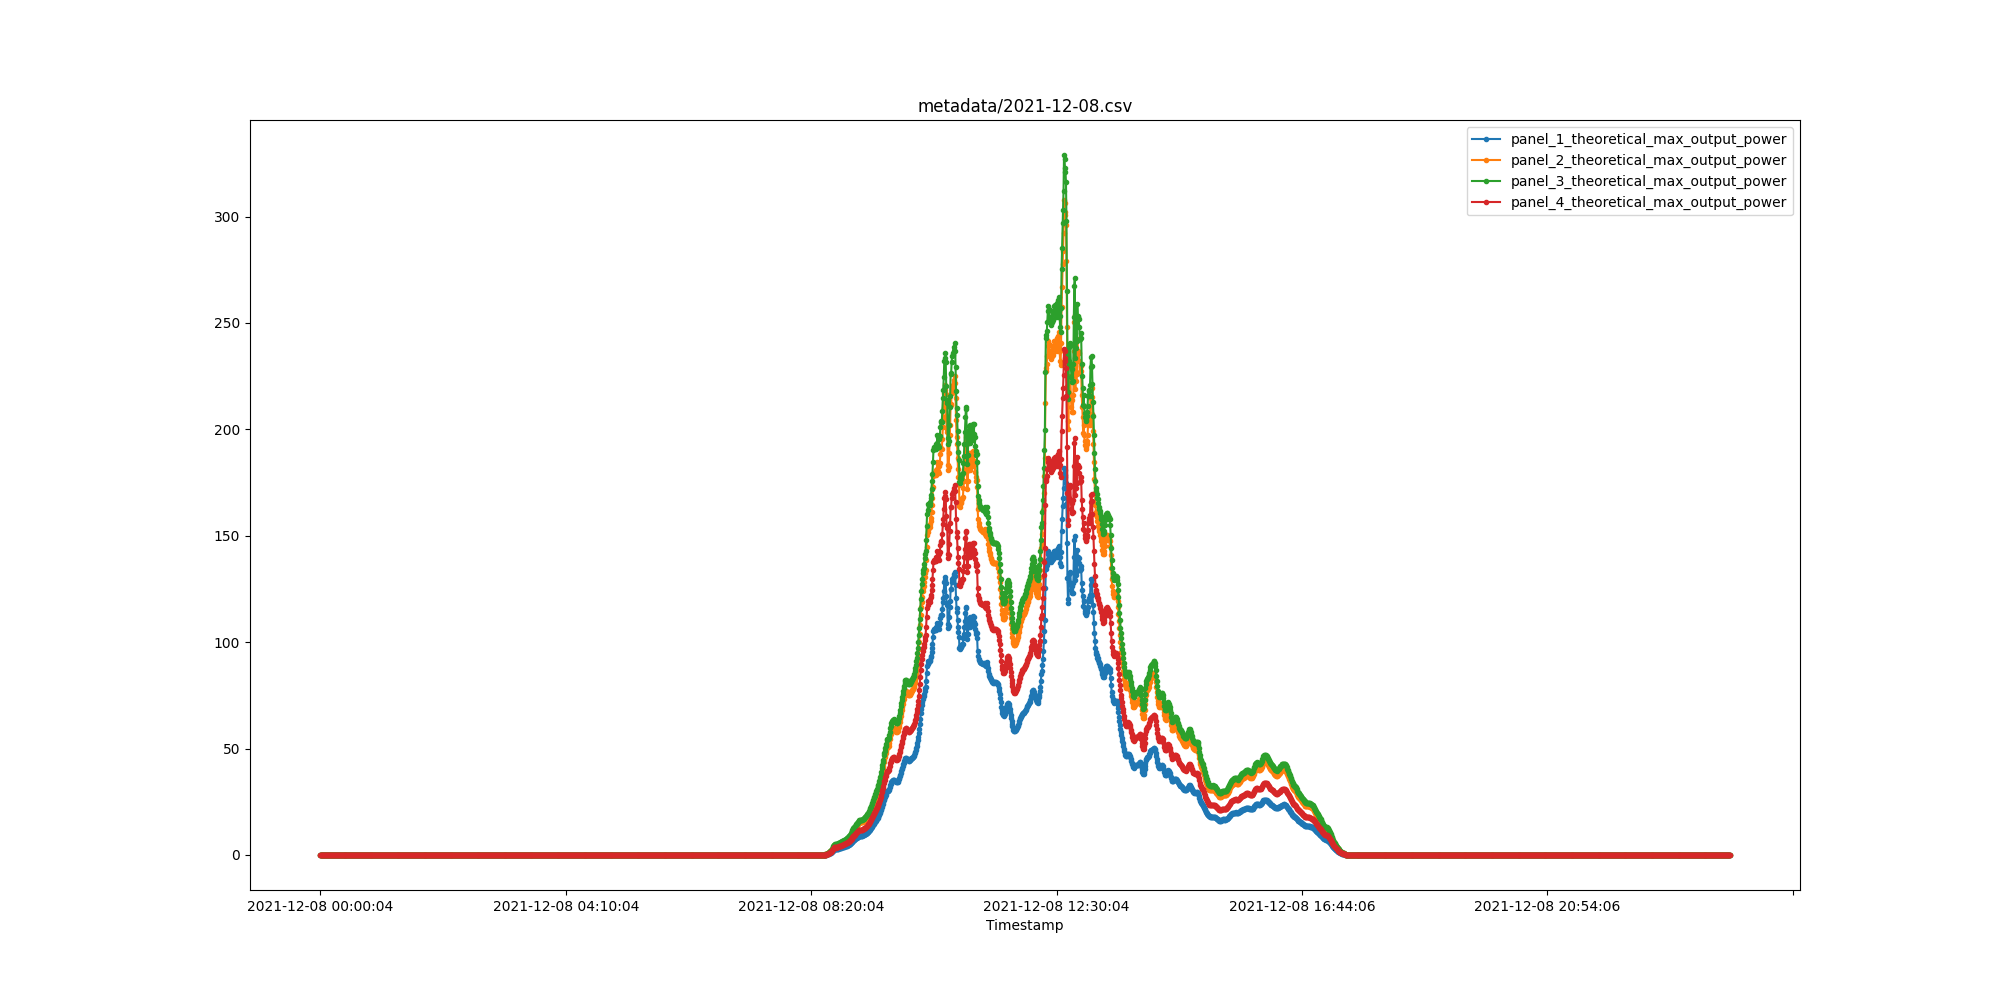 metadata/2021-12-08.csv
panel_1_theoretical_max_output_power
panel_2_theoretical_max_output_power
panel_3_theoretical_max_output_power
panel_4_theoretical_max_output_power
300
250
200
150
100
50
0
2021-12-08 00:00:04 2021-12-08 04:10:04 2021-12-08 08:20:04 2021-12-08 12:30:04 2021-12-08 16:44:06 2021-12-08 20:54:06
Timestamp